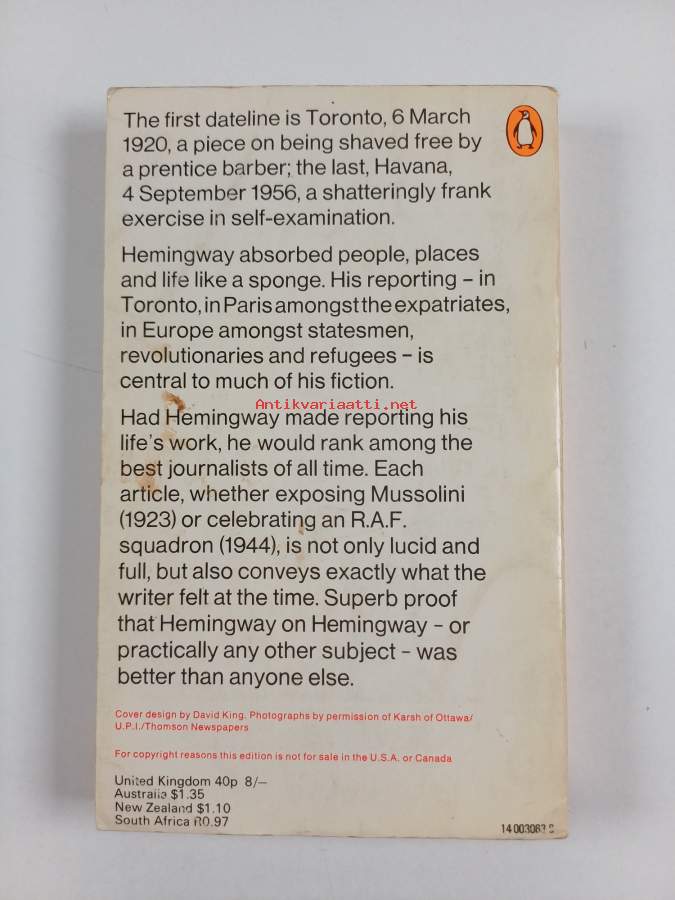 The first dateline is Toronto, 6 March
1920, a piece on being shaved free by
a prentice barber; the last, Havana,
4 September 1956, a shatteringly frank
exercise in self-examination.
Hemingway absorbed people, places
and life like a sponge. His reporting – in
Toronto, in Paris amongst the expatriates,
in Europe amongst statesmen,
revolutionaries and refugees – is
central to much of his fiction.
Antikvariaatti.net
Had Hemingway made reporting his
life's work, he would rank among the
best journalists of all time. Each
article, whether exposing Mussolini
(1923) or celebrating an R.A.F.
squadron (1944), is not only lucid and
full, but also conveys exactly what the
writer felt at the time. Superb proof
that Hemingway on Hemingway – or
practically any other subject – was
better than anyone else.
Cover design by David King. Photographs by permission of Karsh of Ottawa/
U.P.I./Thomson Newspapers
For copyright reasons this edition is not for sale in the U.S.A. or Canada
United Kingdom 40p 8/–
Australia $1.35
New Zealand $1.10
South Africa R0.97